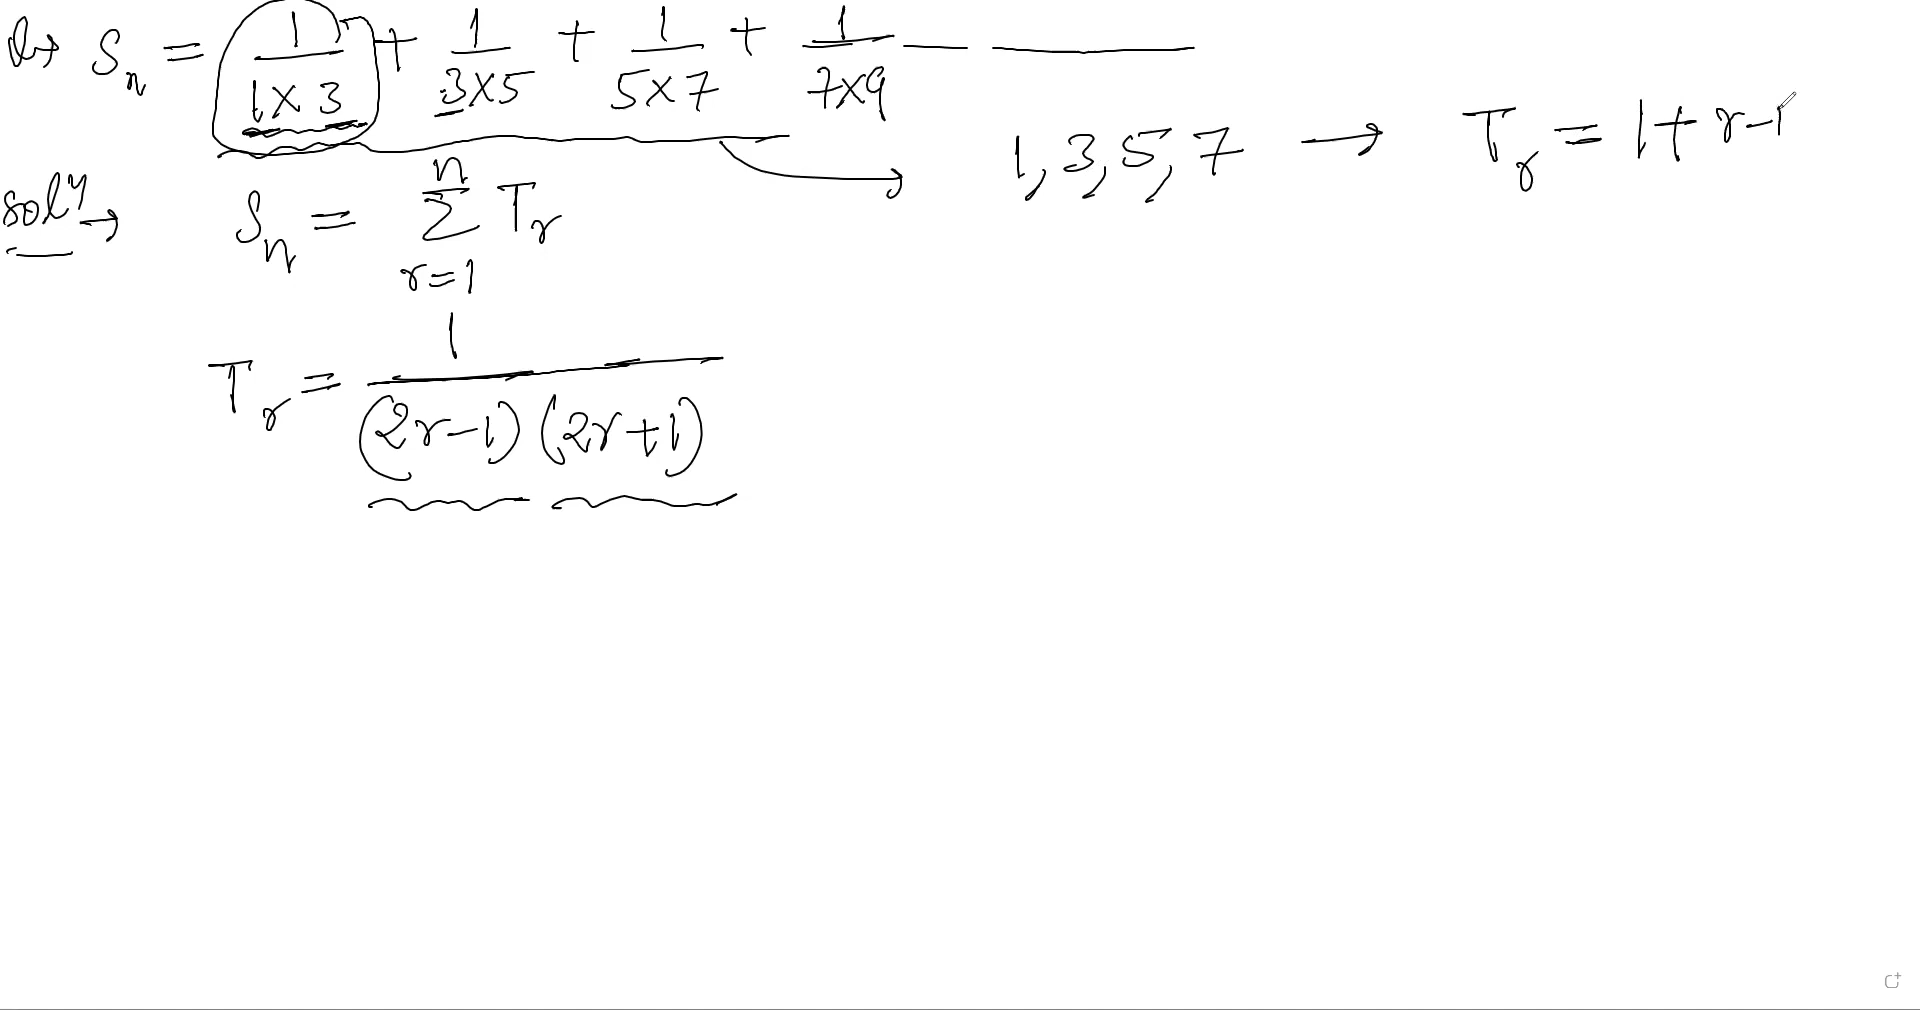 Q→ Sₙ = 1/(1×3) + 1/(3×5) + 1/(5×7) + 1/(7×9) — ———
1, 3, 5, 7 → Tᵣ = 1 + r-1
solⁿ → Sₙ = ∑ₙ^{r=1} Tᵣ
Tᵣ = 1/((2r-1)(2r+1))